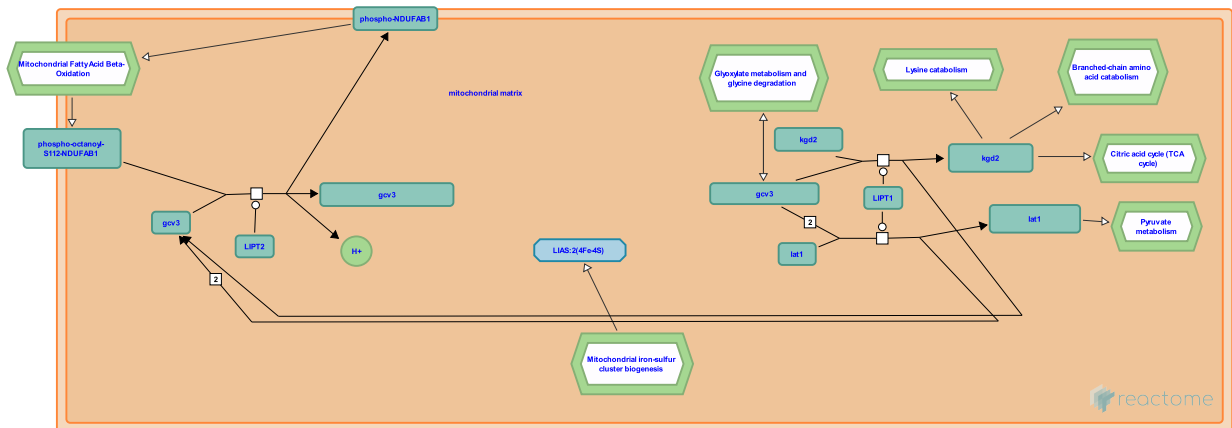 phospho-NDUFAB1
Mitochondrial Fatty Acid Beta-
Oxidation
mitochondrial matrix
Glyoxylate metabolism and
glycine degradation
Lysine catabolism
Branched-chain amino
acid catabolism
phospho-octanoyl-
S112-NDUFAB1
kgd2
kgd2
Citric acid cycle (TCA
cycle)
gcv3
gcv3
LIPT1
gcv3
2
lat1
Pyruvate
metabolism
LIPT2
H+
LIAS:2(4Fe-4S)
lat1
2
Mitochondrial iron-sulfur
cluster biogenesis
reactome